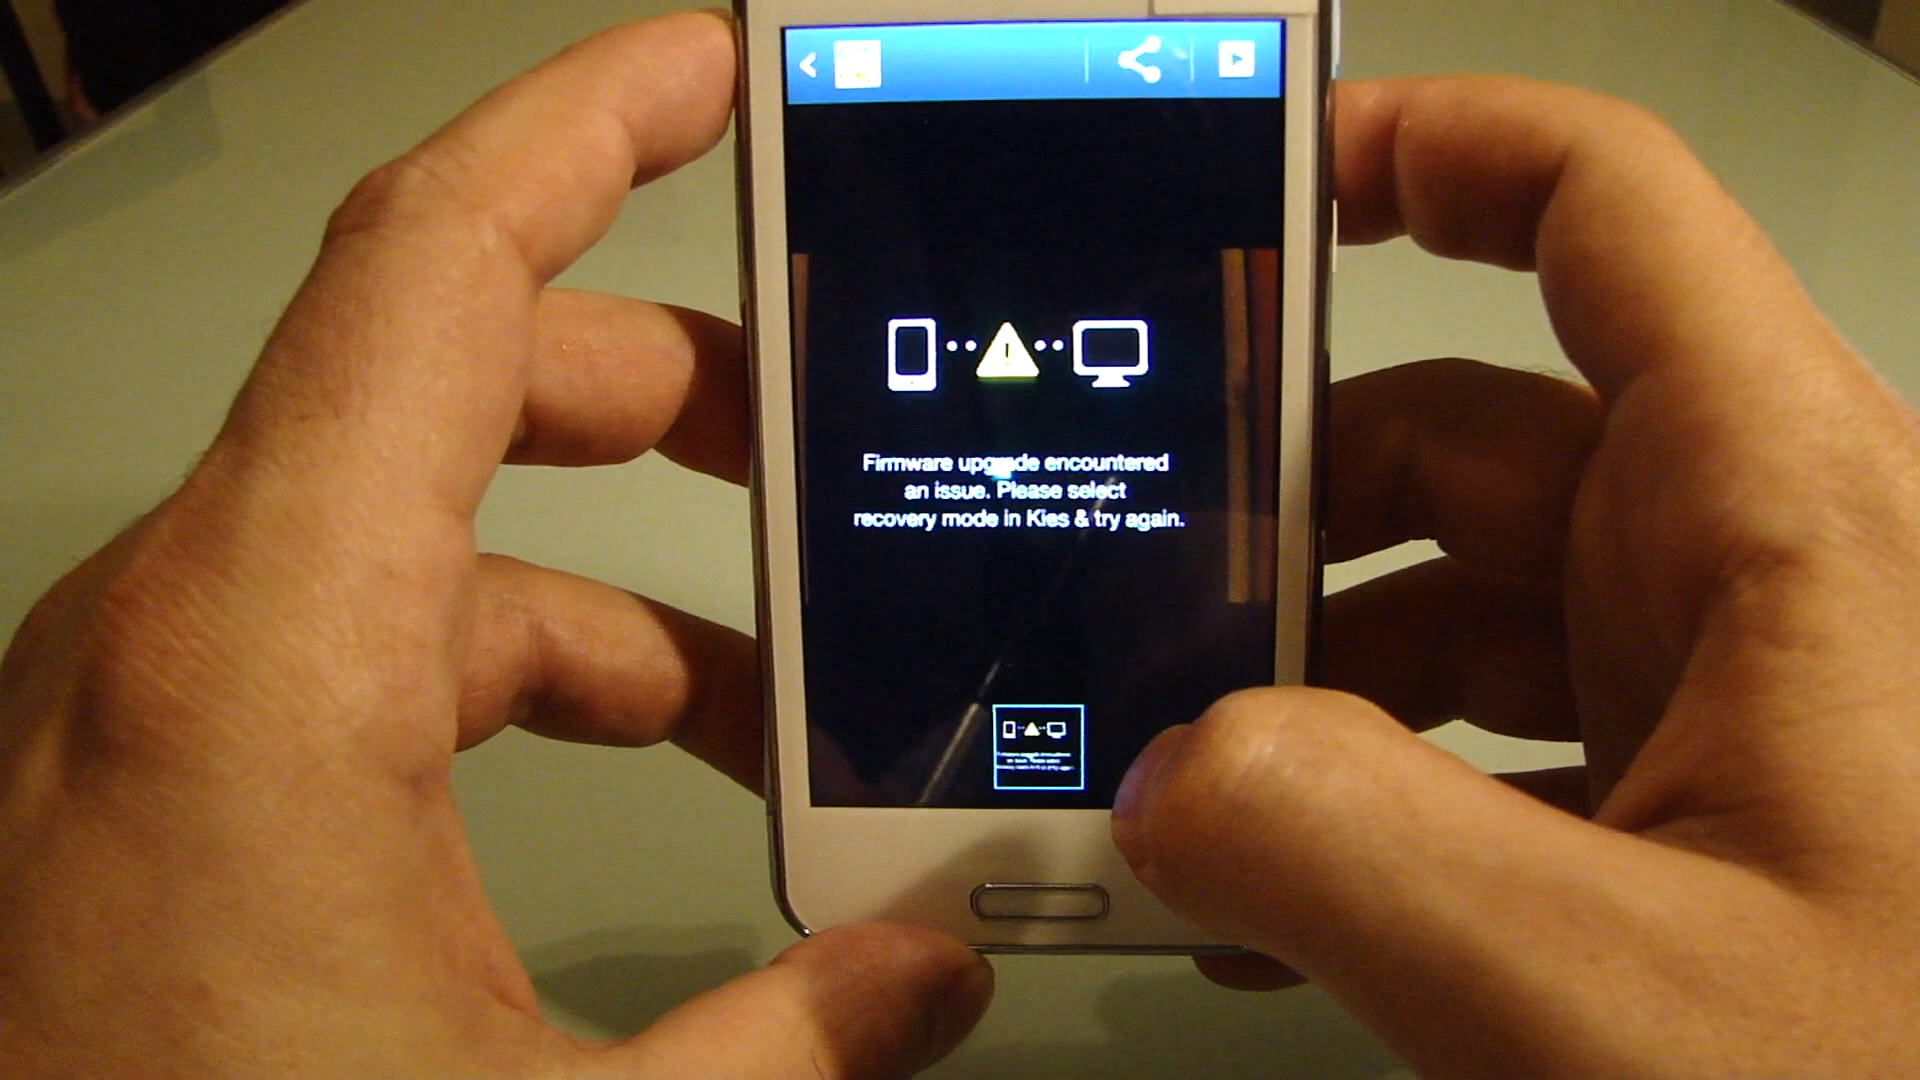 Firmware upgrade encountered
an issue. Please select
recovery mode in Kies & try again.